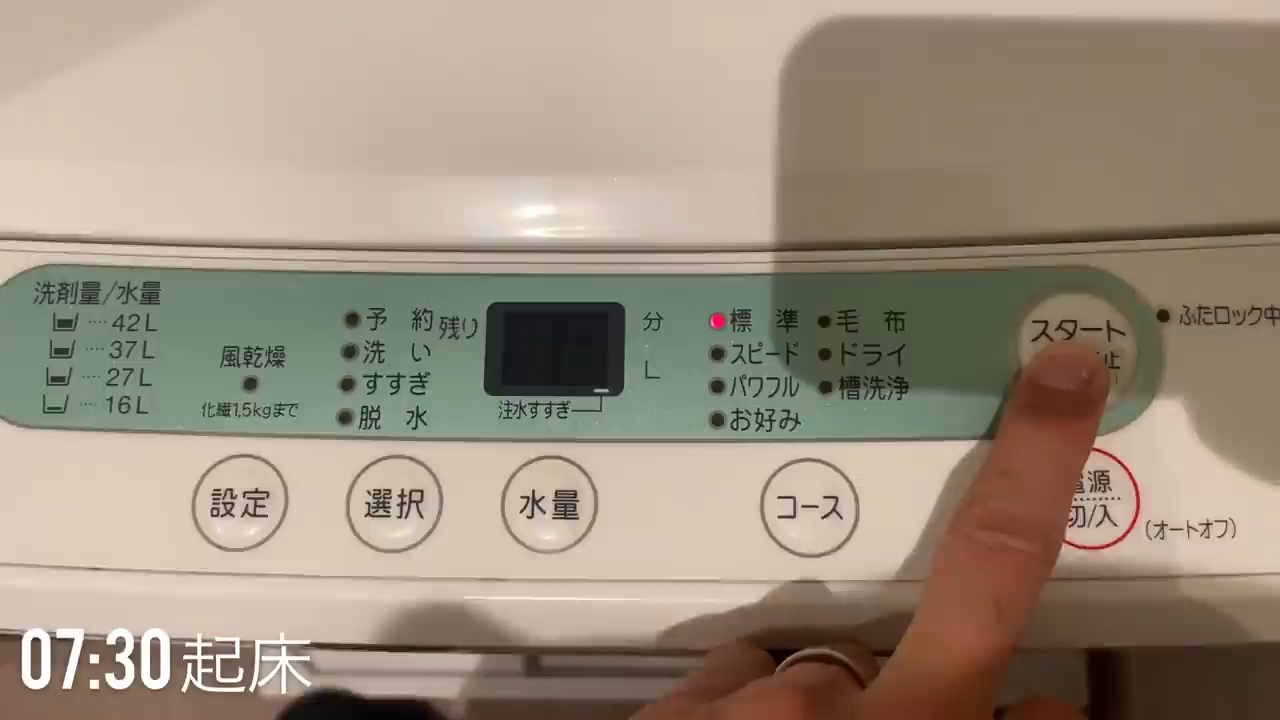 洗剤量/水量
42L
37L
27L
16L
風乾燥
化繊1.5kgまで
予約
洗い
すすぎ
脱水
残り
分
L
注水すすぎ
標準
スピード
パワフル
お好み
毛布
ドライ
槽洗浄
スタート
止
ふたロック中
設定
選択
水量
コース
電源
切/入
(オートオフ)
07:30起床